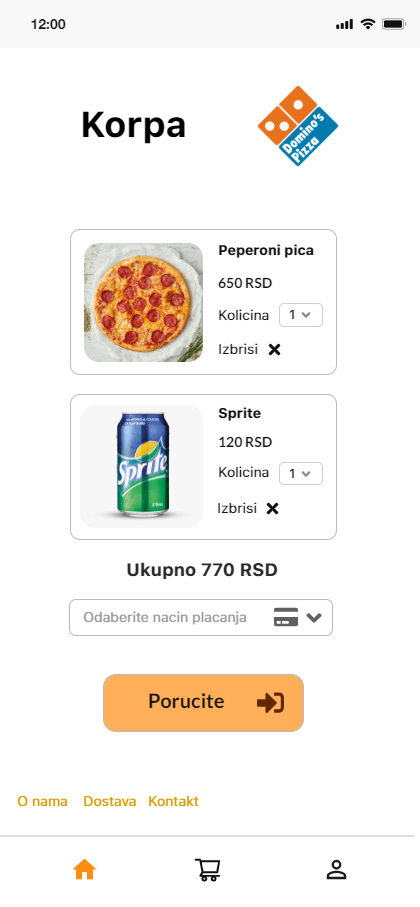 12:00
Korpa
Domino's
Pizza
Peperoni pica
650 RSD
Kolicina 1
Izbrisi
Sprite
Sprite
120 RSD
Kolicina 1
Izbrisi
Ukupno 770 RSD
Odaberite nacin placanja
Porucite
O nama Dostava Kontakt